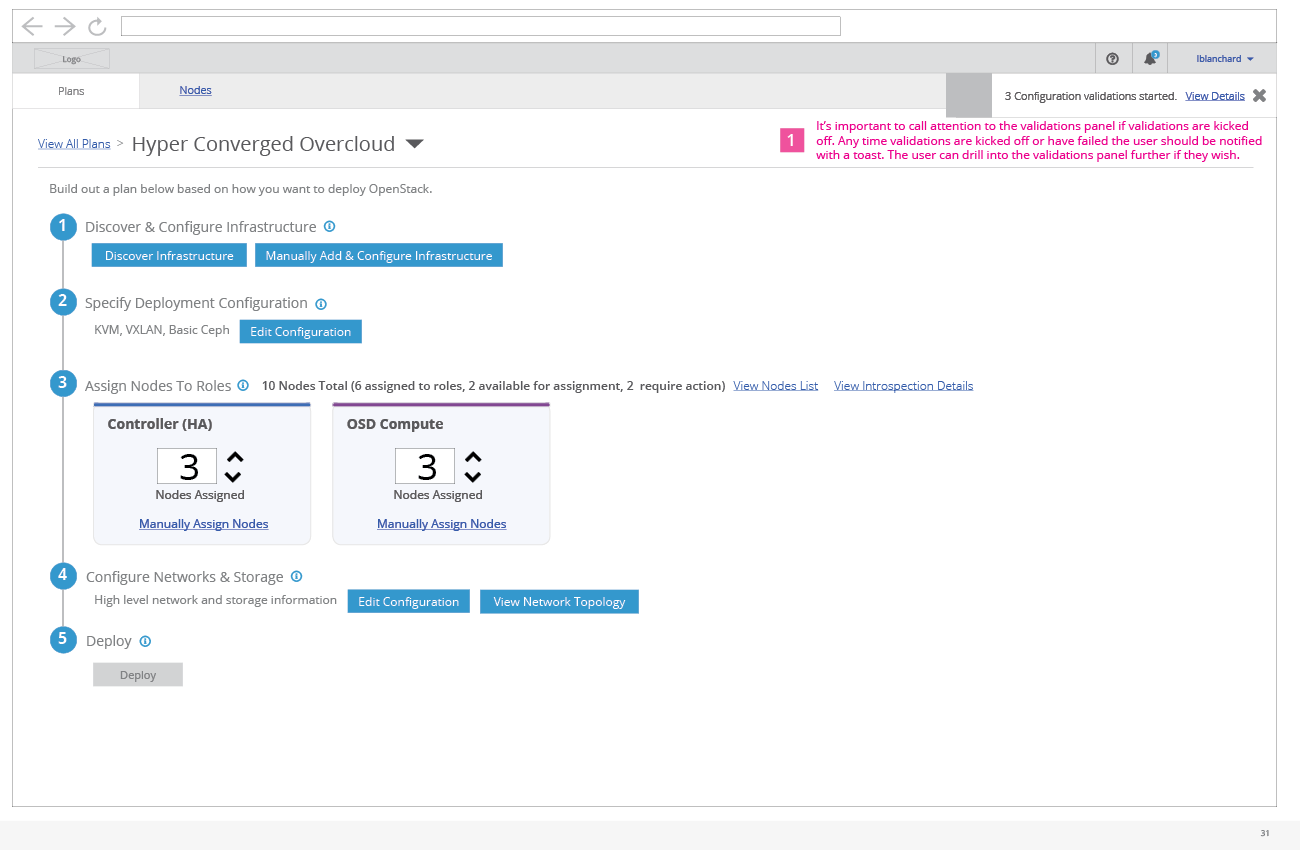 Logo
3
lblanchard
Plans
Nodes
3 Configuration validations started. View Details
View All Plans > Hyper Converged Overcloud
1
It's important to call attention to the validations panel if validations are kicked
off. Any time validations are kicked off or have failed the user should be notified
with a toast. The user can drill into the validations panel further if they wish.
Build out a plan below based on how you want to deploy OpenStack.
1 Discover & Configure Infrastructure
Discover Infrastructure Manually Add & Configure Infrastructure
2 Specify Deployment Configuration
KVM, VXLAN, Basic Ceph Edit Configuration
3 Assign Nodes To Roles 10 Nodes Total (6 assigned to roles, 2 available for assignment, 2 require action) View Nodes List View Introspection Details
Controller (HA)
3
Nodes Assigned
Manually Assign Nodes
OSD Compute
3
Nodes Assigned
Manually Assign Nodes
4 Configure Networks & Storage
High level network and storage information Edit Configuration View Network Topology
5 Deploy
Deploy
31